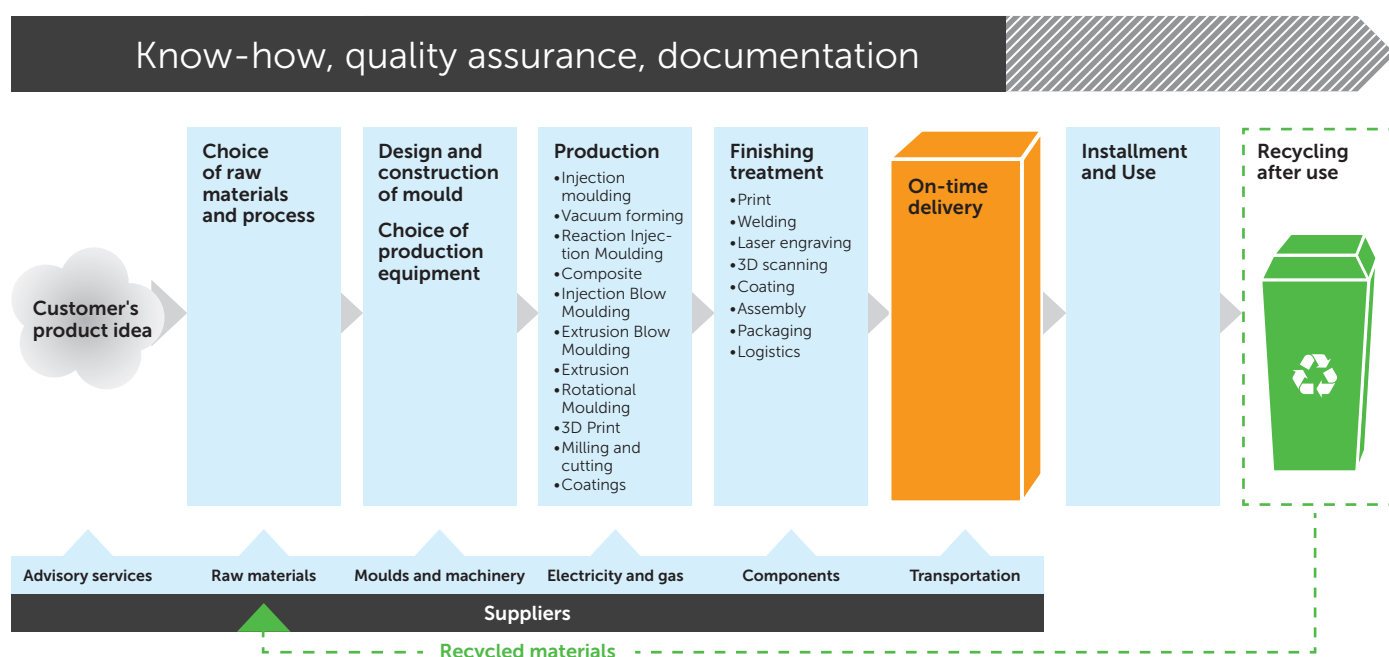 Know-how, quality assurance, documentation
Customer's
product idea
Choice
of raw
materials
and process
Design and
construction
of mould
Choice of
production
equipment
Production
•Injection
moulding
•Vacuum forming
•Reaction Injec-
tion Moulding
•Composite
•Injection Blow
Moulding
•Extrusion Blow
Moulding
•Extrusion
•Rotational
Moulding
•3D Print
•Milling and
cutting
•Coatings
Finishing
treatment
•Print
•Welding
•Laser engraving
•3D scanning
•Coating
•Assembly
•Packaging
•Logistics
On-time
delivery
Installment
and Use
Recycling
after use
Advisory services
Raw materials
Moulds and machinery
Electricity and gas
Components
Transportation
Suppliers
Recycled materials